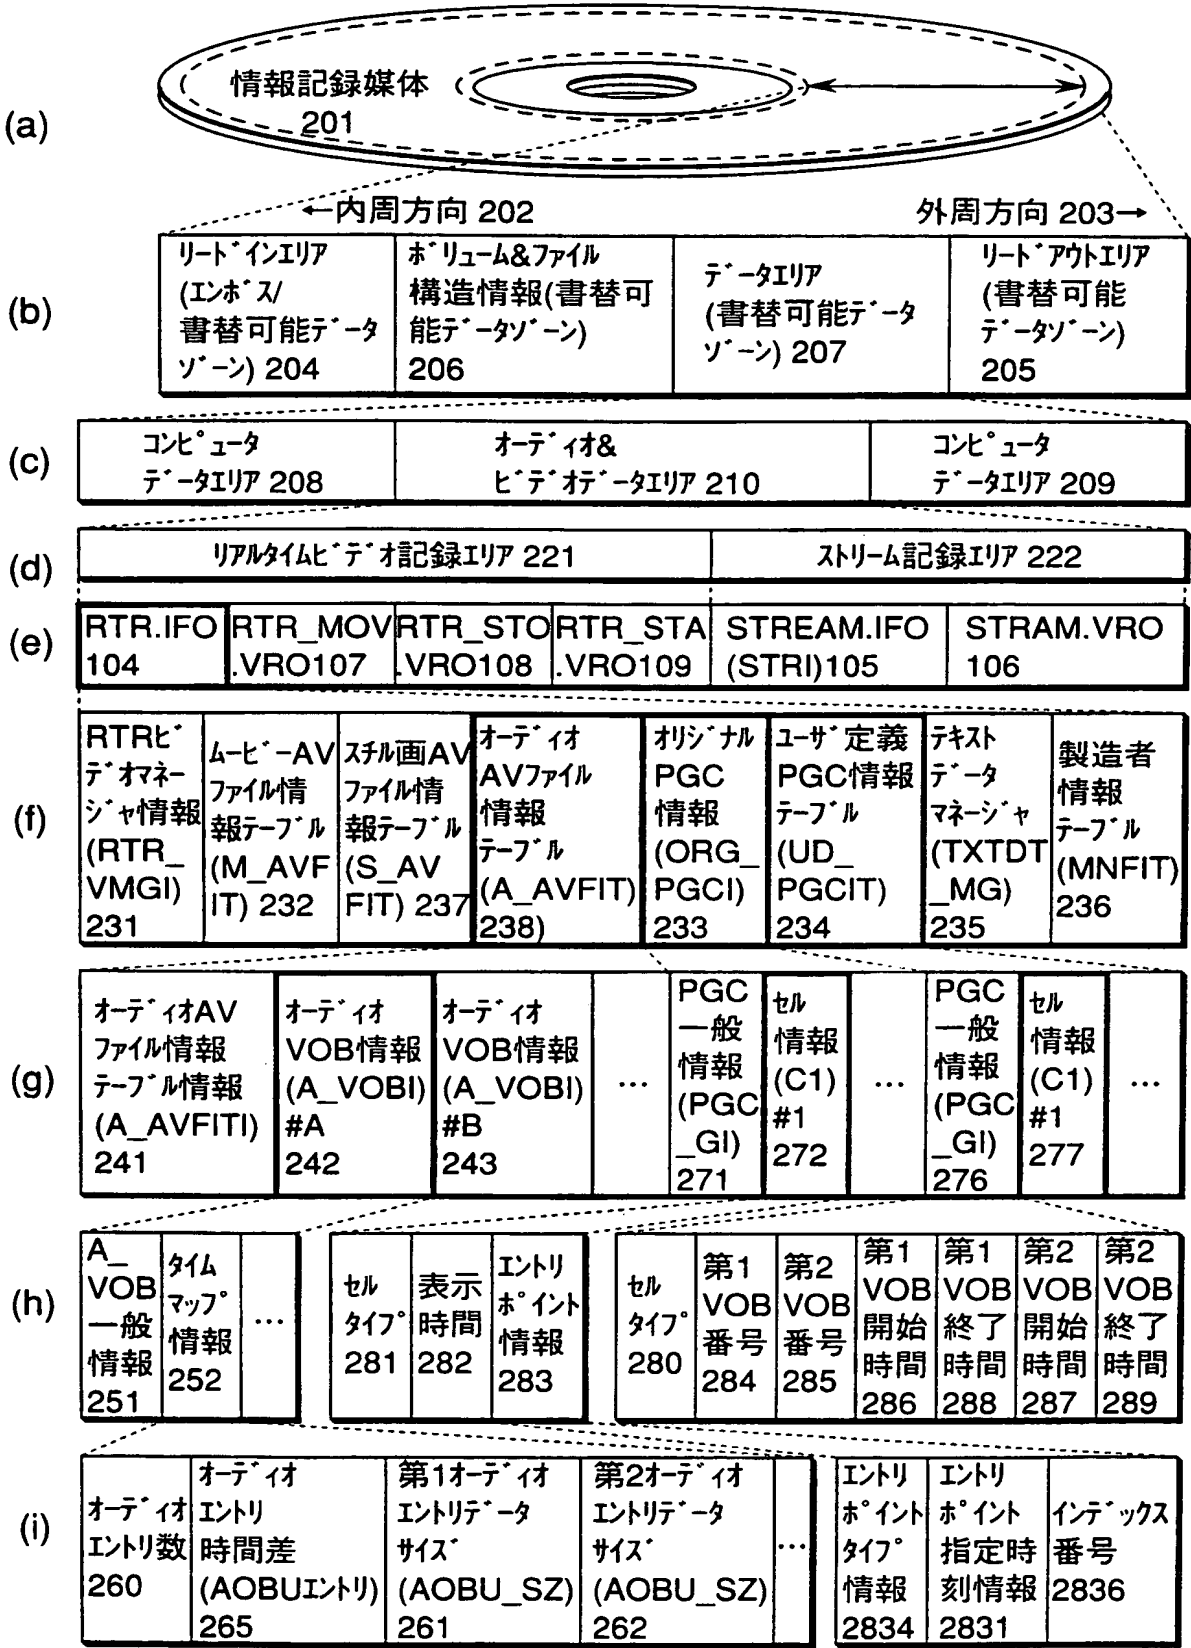 (a)
情報記録媒体
201
←内周方向 202
外周方向 203→
(b)
リードインエリア
(エンボス/
書替可能データ
ゾーン) 204
ボリューム&ファイル
構造情報(書替可
能データゾーン)
206
データエリア
(書替可能データ
ゾーン) 207
リードアウトエリア
(書替可能
データゾーン)
205
(c)
コンピュータ
データエリア 208
オーディオ&
ビデオデータエリア 210
コンピュータ
データエリア 209
(d)
リアルタイムビデオ記録エリア 221
ストリーム記録エリア 222
(e)
RTR.IFO
104
RTR_MOV
.VRO107
RTR_STO
.VRO108
RTR_STA
.VRO109
STREAM.IFO
(STRI)105
STRAM.VRO
106
(f)
RTRビ
デオマネー
ジャ情報
(RTR_
VMGI)
231
ムービーAV
ファイル情
報テーブル
(M_AVF
IT) 232
スチル画AV
ファイル情
報テーブル
(S_AV
FIT) 237
オーディオ
AVファイル
情報
テーブル
(A_AVFIT)
238)
オリジナル
PGC
情報
(ORG_
PGCI)
233
ユーザ定義
PGC情報
テーブル
(UD_
PGCIT)
234
テキスト
データ
マネージャ
(TXTDT
_MG)
235
製造者
情報
テーブル
(MNFIT)
236
(g)
オーディオAV
ファイル情報
テーブル情報
(A_AVFITI)
241
オーディオ
VOB情報
(A_VOBI)
#A
242
オーディオ
VOB情報
(A_VOBI)
#B
243
…
PGC
一般
情報
(PGC
_GI)
271
セル
情報
(C1)
#1
272
…
PGC
一般
情報
(PGC
_GI)
276
セル
情報
(C1)
#1
277
…
(h)
A_
VOB
一般
情報
251
タイム
マップ
情報
252
…
セル
タイプ
281
表示
時間
282
エントリ
ポイント
情報
283
セル
タイプ
280
第1
VOB
番号
284
第2
VOB
番号
285
第1
VOB
開始
時間
286
第1
VOB
終了
時間
288
第2
VOB
開始
時間
287
第2
VOB
終了
時間
289
(i)
オーディオ
エントリ数
260
オーディオ
エントリ
時間差
(AOBUエントリ)
265
第1オーディオ
エントリデータ
サイズ
(AOBU_SZ)
261
第2オーディオ
エントリデータ
サイズ
(AOBU_SZ)
262
…
エントリ
ポイント
タイプ
情報
2834
エントリ
ポイント
指定時
刻情報
2831
インデックス
番号
2836